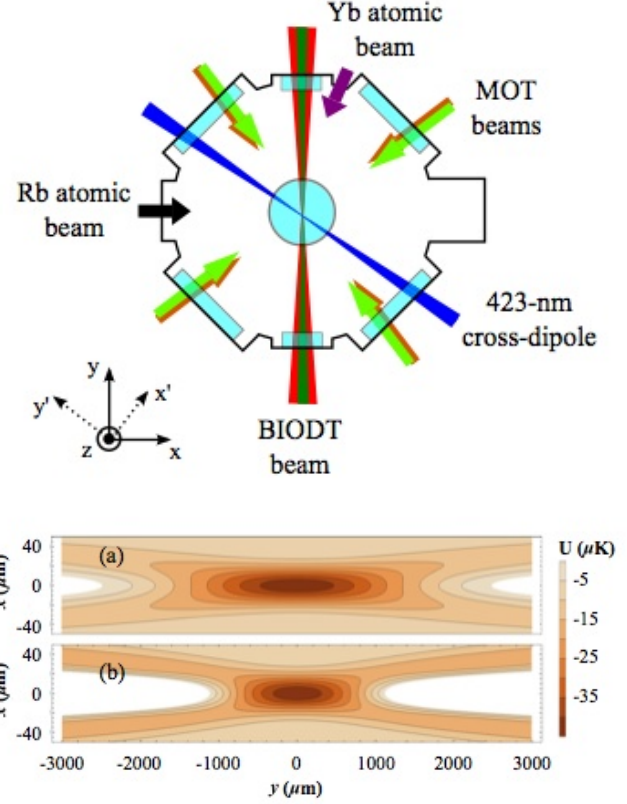 Yb atomic
beam
MOT
beams
Rb atomic
beam
423-nm
cross-dipole
BIODT
beam
y
y'
x'
z
x
U (μK)
(a)
40
0
-40
-5
-15
-25
-35
(b)
40
0
-40
-3000 -2000 -1000 0 1000 2000 3000
y (μm)